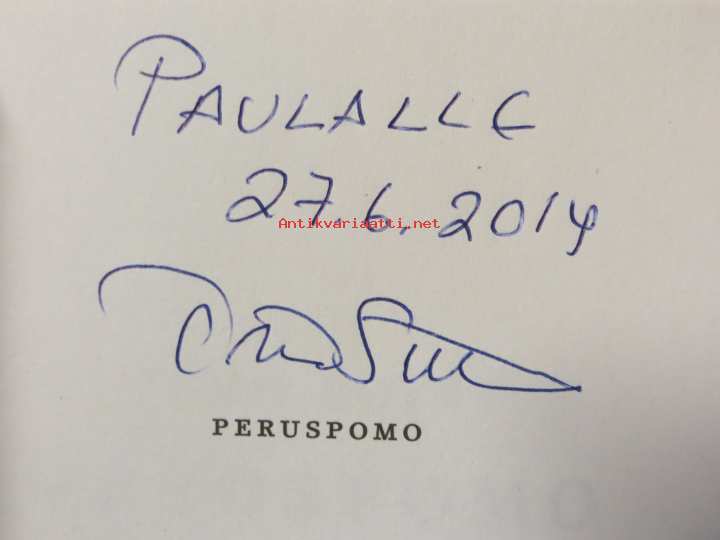 PAULALLE
27.6.2014
Antikvariaatti.net
PERUSPOMO